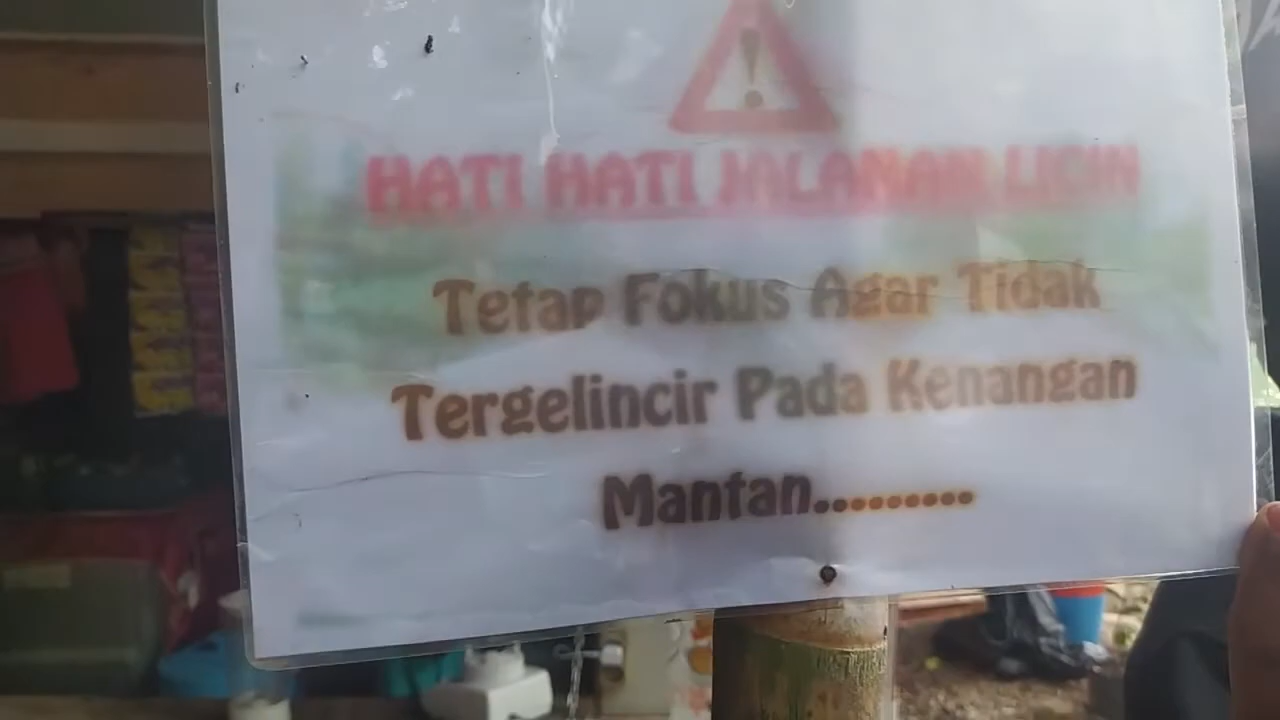 HATI HATI JALANAN LICIN
Tetap Fokus Agar Tidak
Tergelincir Pada Kenangan
Mantan..........